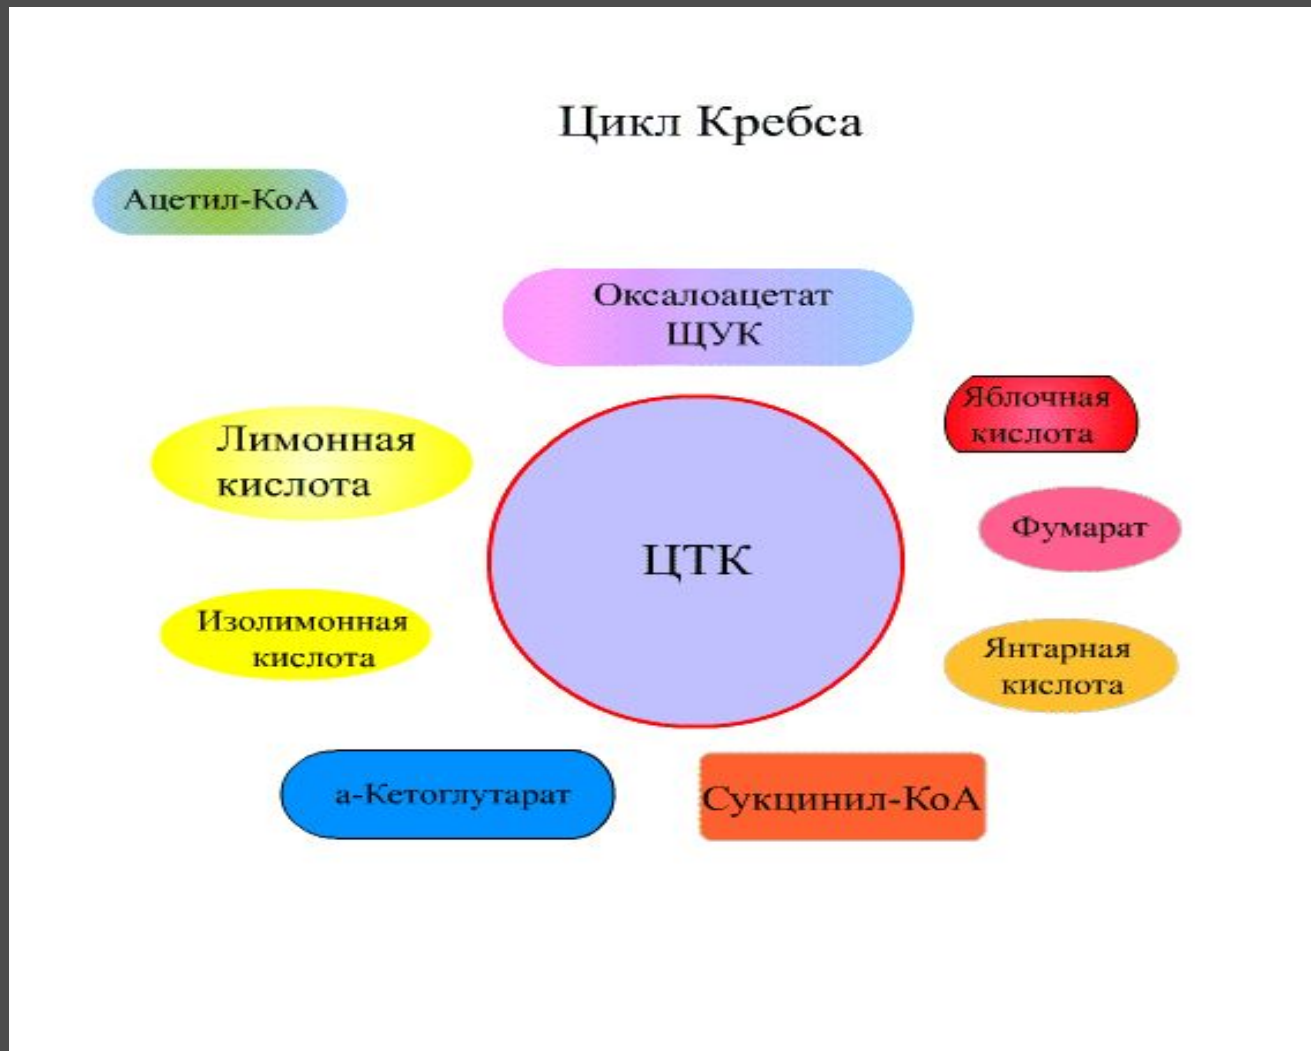 Цикл Кребса
Ацетил-КоА
Оксалоацетат
ЩУК
Яблочная
кислота
Лимонная
кислота
Фумарат
ЦТК
Изолимонная
кислота
Янтарная
кислота
а-Кетоглутарат
Сукцинил-КоА